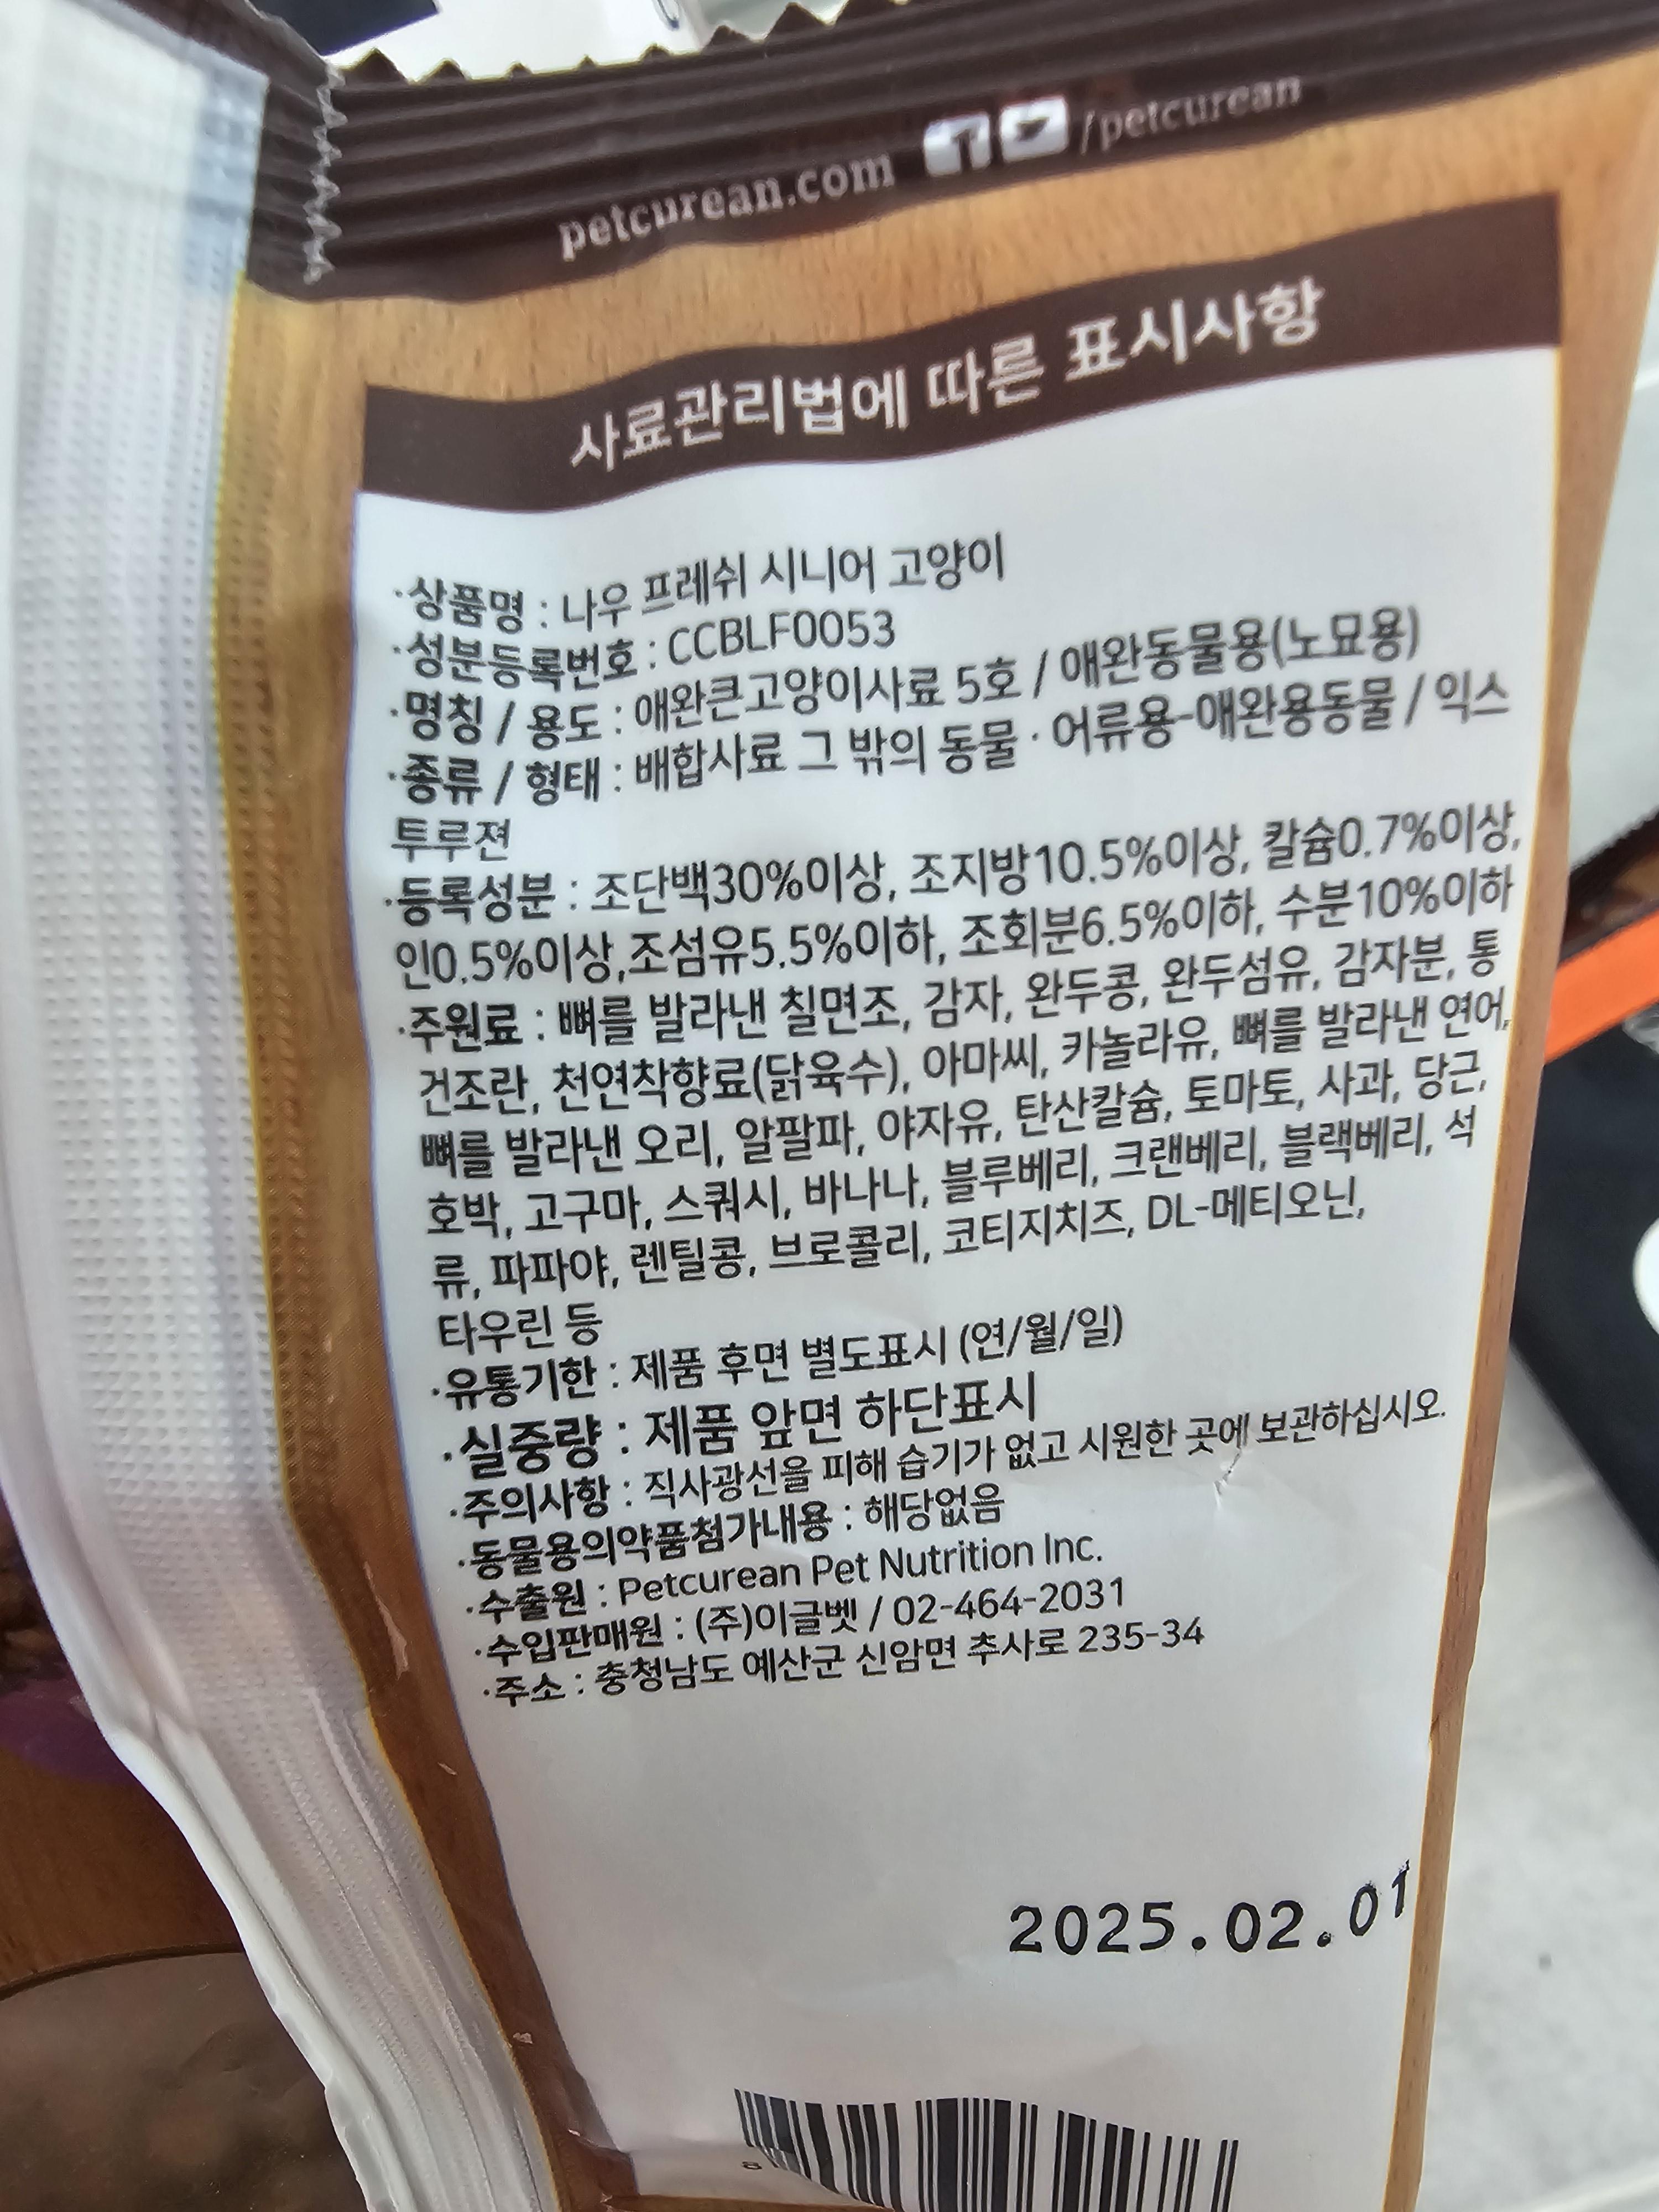 petcurean.com /petcurean
사료관리법에 따른 표시사항
·상품명 : 나우 프레쉬 시니어 고양이
·성분등록번호 : CCBLF0053
·명칭 / 용도 : 애완큰고양이사료 5호 / 애완동물용(노묘용)
·종류 / 형태 : 배합사료 그 밖의 동물·어류용-애완용동물 / 익스
투루젼
·등록성분 : 조단백30%이상, 조지방10.5%이상, 칼슘0.7%이상,
인0.5%이상,조섬유5.5%이하, 조회분6.5%이하, 수분10%이하
·주원료 : 뼈를 발라낸 칠면조, 감자, 완두콩, 완두섬유, 감자분, 통
건조란, 천연착향료(닭육수), 아마씨, 카놀라유, 뼈를 발라낸 연어,
뼈를 발라낸 오리, 알팔파, 야자유, 탄산칼슘, 토마토, 사과, 당근,
호박, 고구마, 스쿼시, 바나나, 블루베리, 크랜베리, 블랙베리, 석
류, 파파야, 렌틸콩, 브로콜리, 코티지치즈, DL-메티오닌,
타우린 등
·유통기한 : 제품 후면 별도표시 (연/월/일)
·실중량 : 제품 앞면 하단표시
·주의사항 : 직사광선을 피해 습기가 없고 시원한 곳에 보관하십시오.
·동물용의약품첨가내용 : 해당없음
·수출원 : Petcurean Pet Nutrition Inc.
·수입판매원 : (주)이글벳 / 02-464-2031
·주소 : 충청남도 예산군 신암면 추사로 235-34
2025.02.01
8